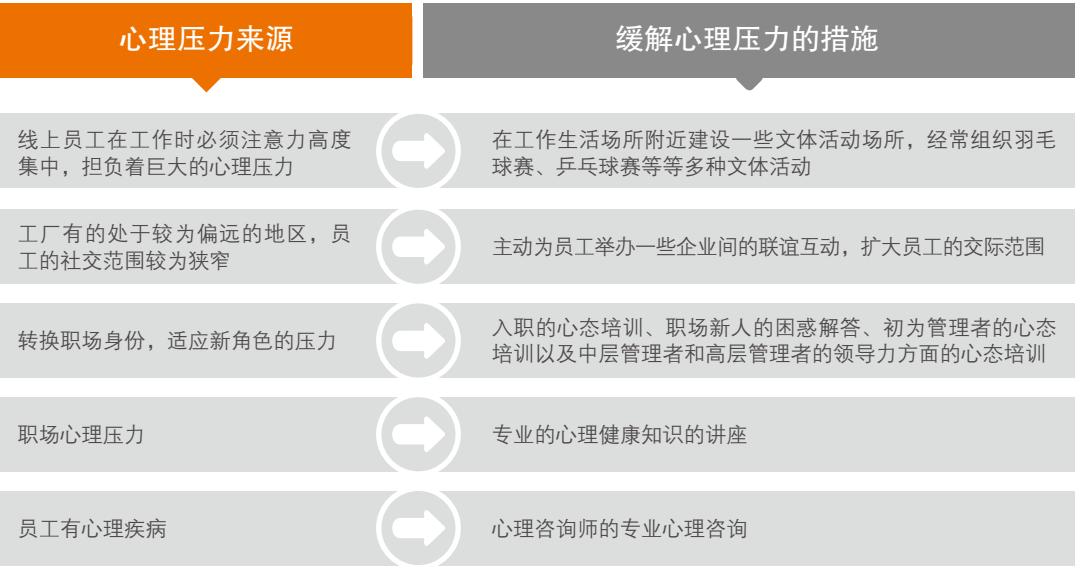 心理压力来源
缓解心理压力的措施
线上员工在工作时必须注意力高度
集中，担负着巨大的心理压力
在工作生活场所附近建设一些文体活动场所，经常组织羽毛
球赛、乒乓球赛等等多种文体活动
工厂有的处于较为偏远的地区，员
工的社交范围较为狭窄
主动为员工举办一些企业间的联谊互动，扩大员工的交际范围
转换职场身份，适应新角色的压力
入职的心态培训、职场新人的困惑解答、初为管理者的心态
培训以及中层管理者和高层管理者的领导力方面的心态培训
职场心理压力
专业的心理健康知识的讲座
员工有心理疾病
心理咨询师的专业心理咨询